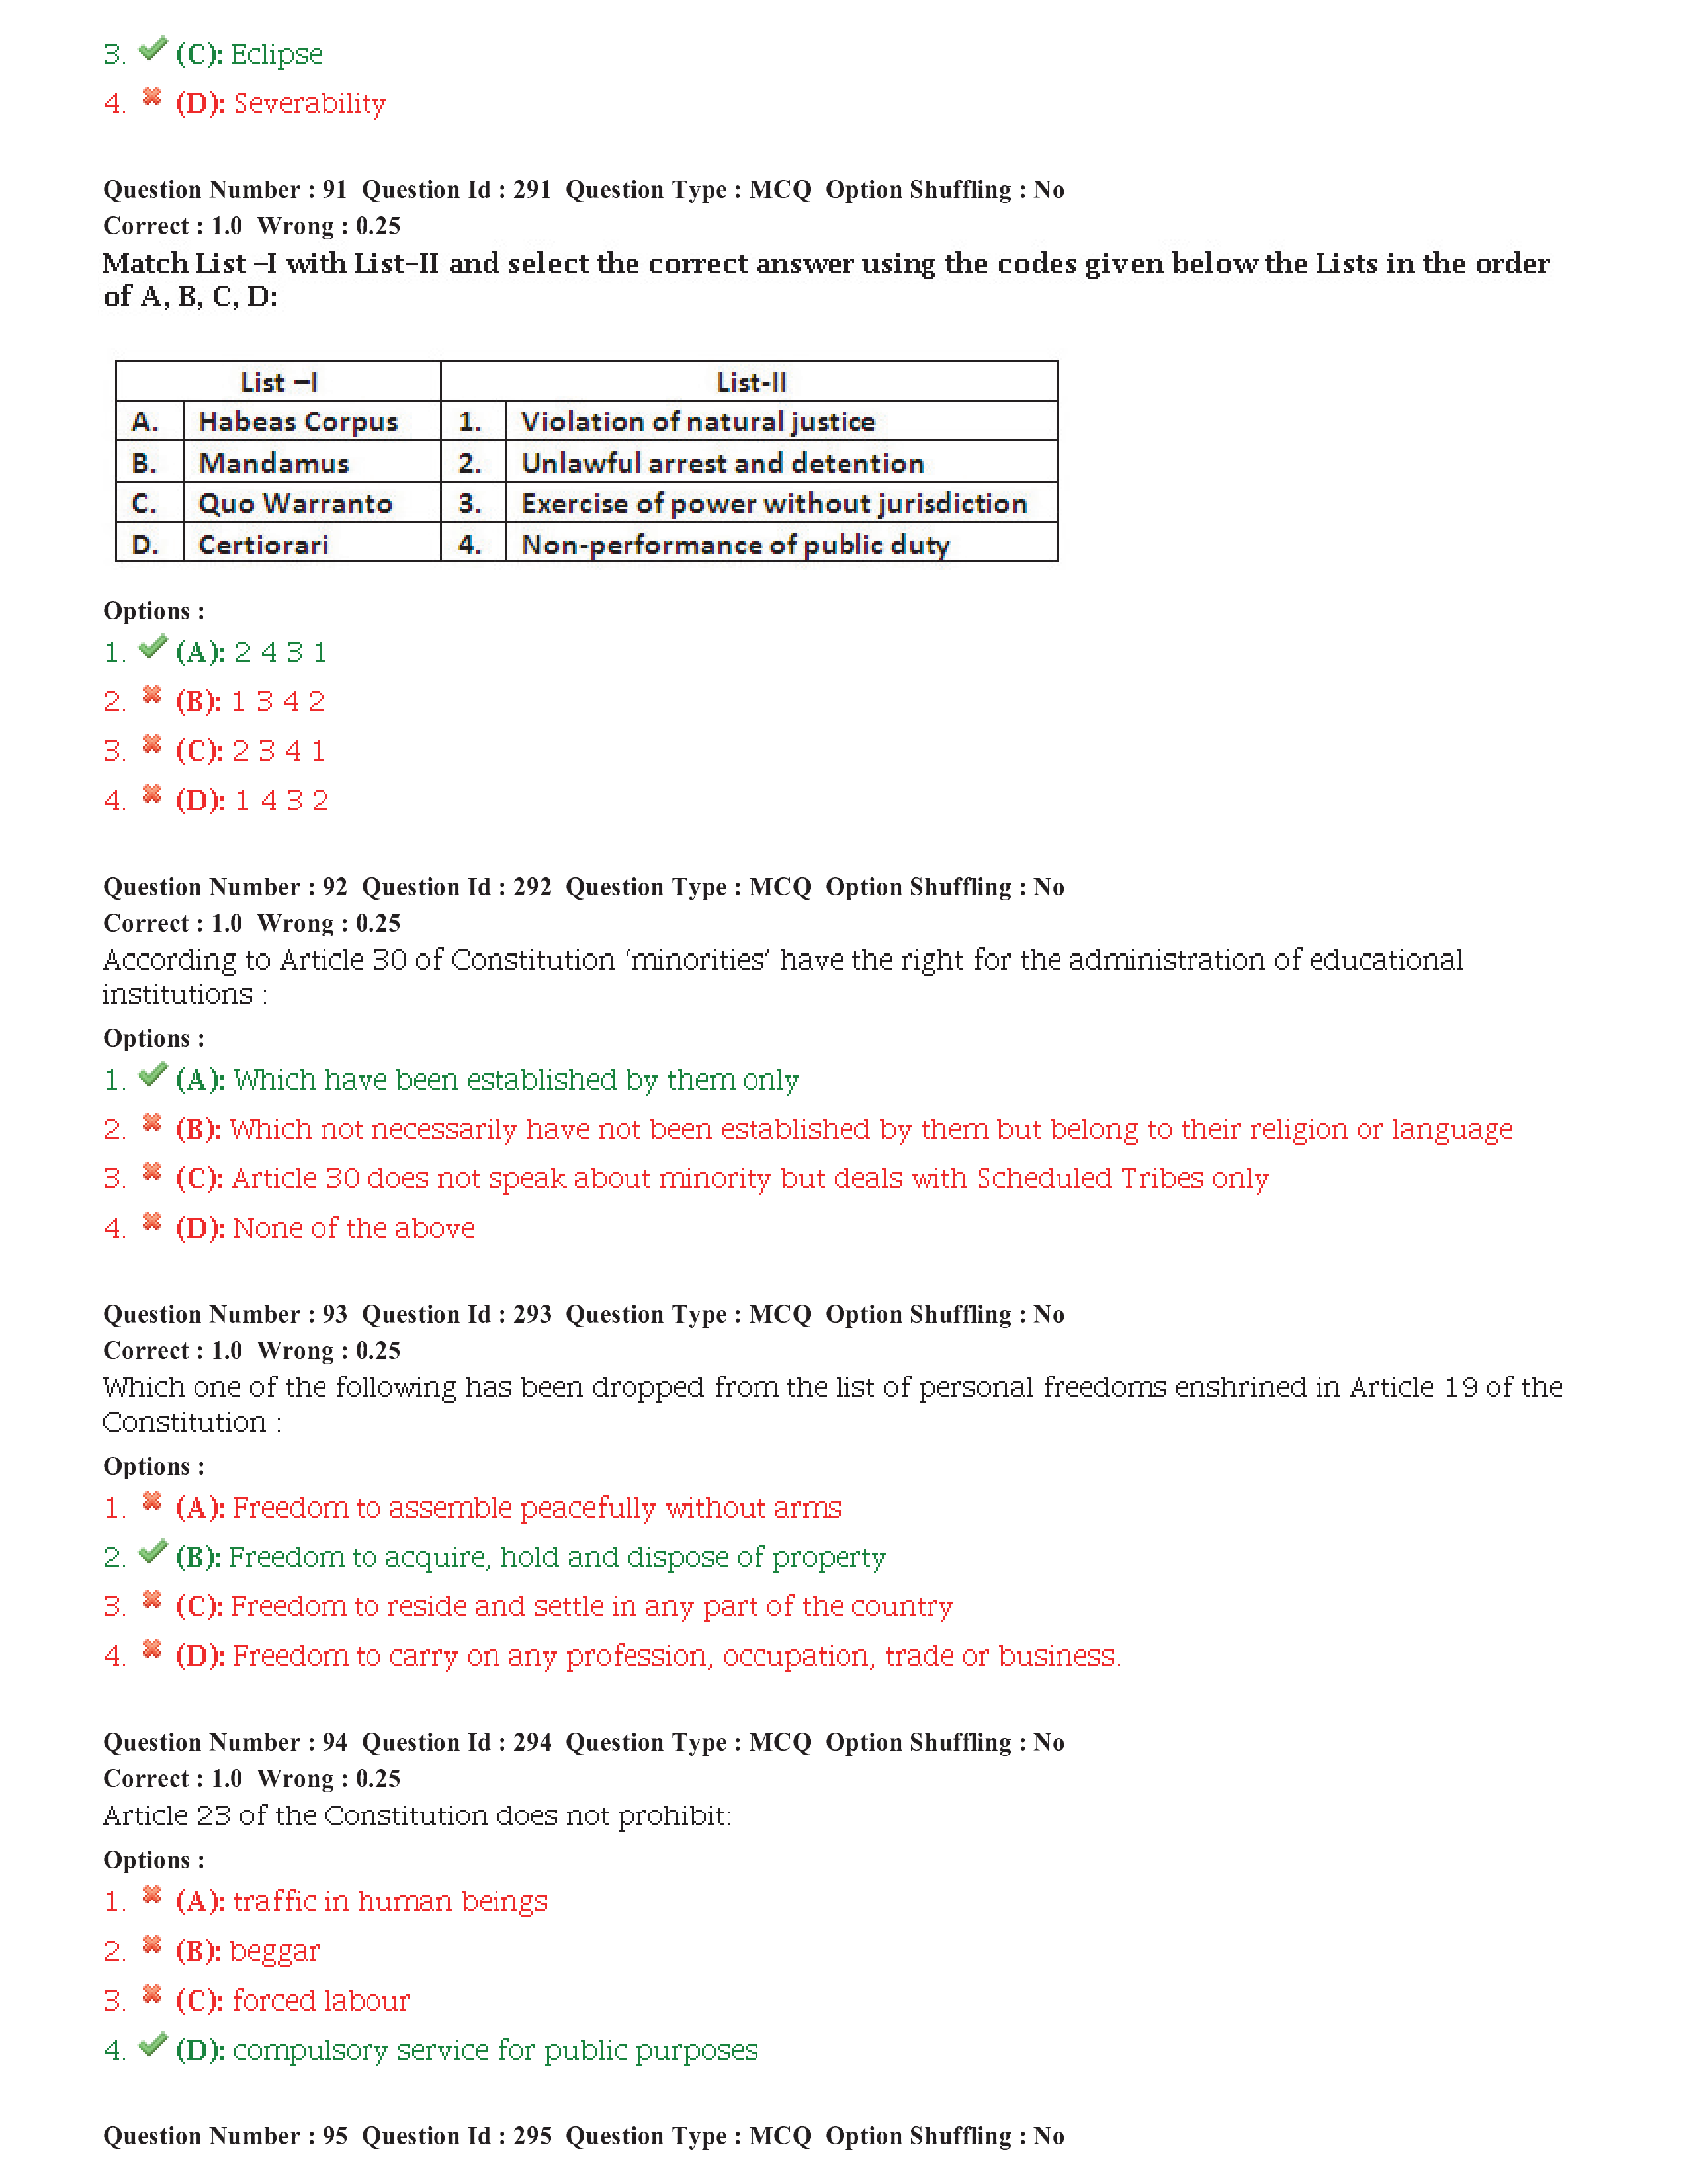 3. (C): Eclipse
4. (D): Severability
Question Number : 91 Question Id : 291 Question Type : MCQ Option Shuffling : No
Correct : 1.0 Wrong : 0.25
Match List –I with List–II and select the correct answer using the codes given below the Lists in the order
of A, B, C, D:
List –I List-II
A. Habeas Corpus 1. Violation of natural justice
B. Mandamus 2. Unlawful arrest and detention
C. Quo Warranto 3. Exercise of power without jurisdiction
D. Certiorari 4. Non-performance of public duty
Options :
1. (A): 2 4 3 1
2. (B): 1 3 4 2
3. (C): 2 3 4 1
4. (D): 1 4 3 2
Question Number : 92 Question Id : 292 Question Type : MCQ Option Shuffling : No
Correct : 1.0 Wrong : 0.25
According to Article 30 of Constitution ‘minorities’ have the right for the administration of educational
institutions :
Options :
1. (A): Which have been established by them only
2. (B): Which not necessarily have not been established by them but belong to their religion or language
3. (C): Article 30 does not speak about minority but deals with Scheduled Tribes only
4. (D): None of the above
Question Number : 93 Question Id : 293 Question Type : MCQ Option Shuffling : No
Correct : 1.0 Wrong : 0.25
Which one of the following has been dropped from the list of personal freedoms enshrined in Article 19 of the
Constitution :
Options :
1. (A): Freedom to assemble peacefully without arms
2. (B): Freedom to acquire, hold and dispose of property
3. (C): Freedom to reside and settle in any part of the country
4. (D): Freedom to carry on any profession, occupation, trade or business.
Question Number : 94 Question Id : 294 Question Type : MCQ Option Shuffling : No
Correct : 1.0 Wrong : 0.25
Article 23 of the Constitution does not prohibit:
Options :
1. (A): traffic in human beings
2. (B): beggar
3. (C): forced labour
4. (D): compulsory service for public purposes
Question Number : 95 Question Id : 295 Question Type : MCQ Option Shuffling : No